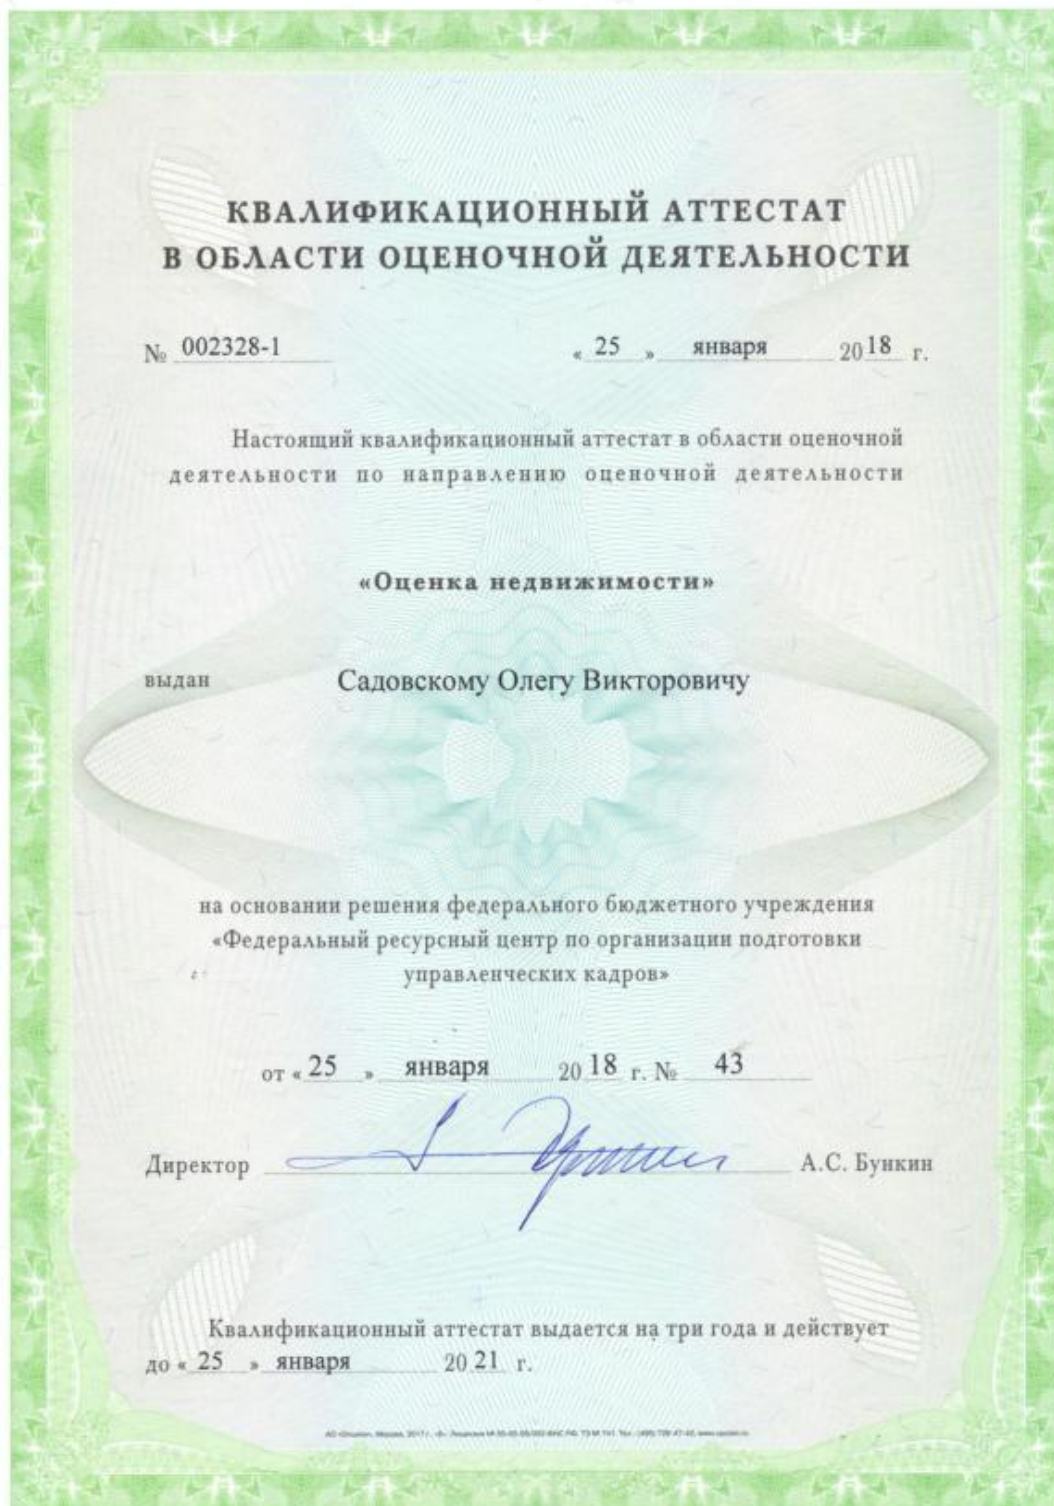 КВАЛИФИКАЦИОННЫЙ АТТЕСТАТ
В ОБЛАСТИ ОЦЕНОЧНОЙ ДЕЯТЕЛЬНОСТИ
№ 002328-1 « 25 » января 2018 г.
Настоящий квалификационный аттестат в области оценочной
деятельности по направлению оценочной деятельности
«Оценка недвижимости»
выдан Садовскому Олегу Викторовичу
на основании решения федерального бюджетного учреждения
«Федеральный ресурсный центр по организации подготовки
управленческих кадров»
от « 25 » января 2018 г. № 43
Директор А.С. Бункин
Квалификационный аттестат выдается на три года и действует
до « 25 » января 2021 г.